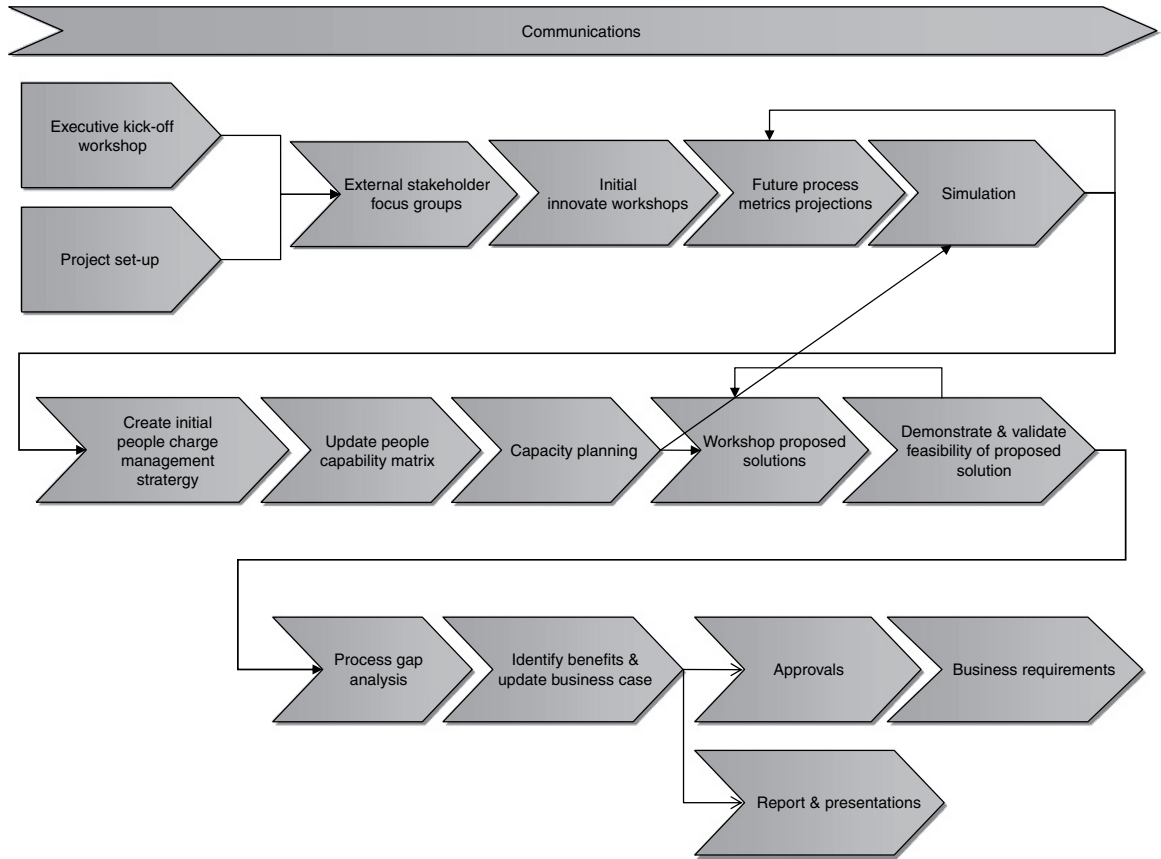 Communications
Executive kick-off
workshop
Project set-up
External stakeholder
focus groups
Initial
innovate workshops
Future process
metrics projections
Simulation
Create initial
people charge
management
stratergy
Update people
capability matrix
Capacity planning
Workshop proposed
solutions
Demonstrate & validate
feasibility of proposed
solution
Process gap
analysis
Identify benefits &
update business case
Approvals
Business requirements
Report & presentations